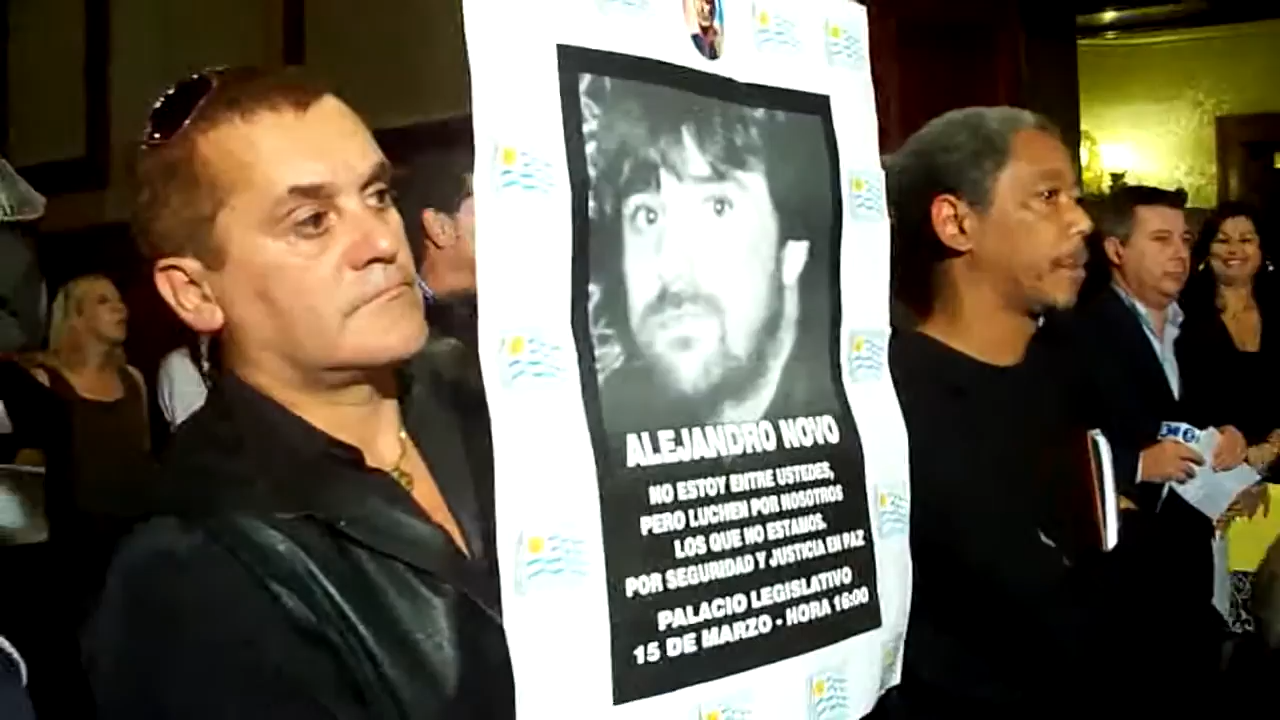 ALEJANDRO NOVO
NO ESTOY ENTRE USTEDES,
PERO LUCHEN POR NOSOTROS
LOS QUE NO ESTAMOS.
POR SEGURIDAD Y JUSTICIA EN PAZ
PALACIO LEGISLATIVO
15 DE MARZO - HORA 16:00